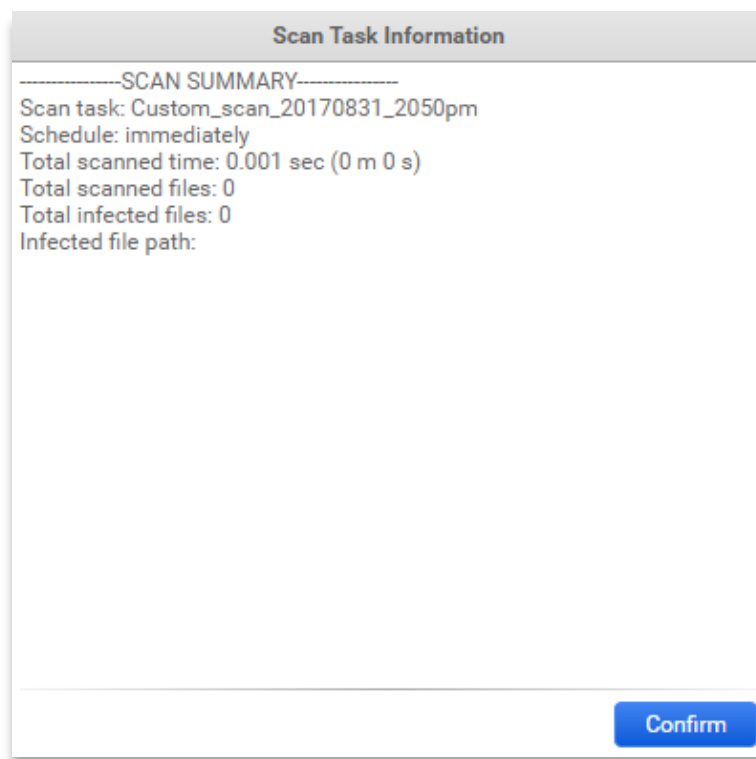 Scan Task Information
----------------SCAN SUMMARY----------------
Scan task: Custom_scan_20170831_2050pm
Schedule: immediately
Total scanned time: 0.001 sec (0 m 0 s)
Total scanned files: 0
Total infected files: 0
Infected file path:
Confirm